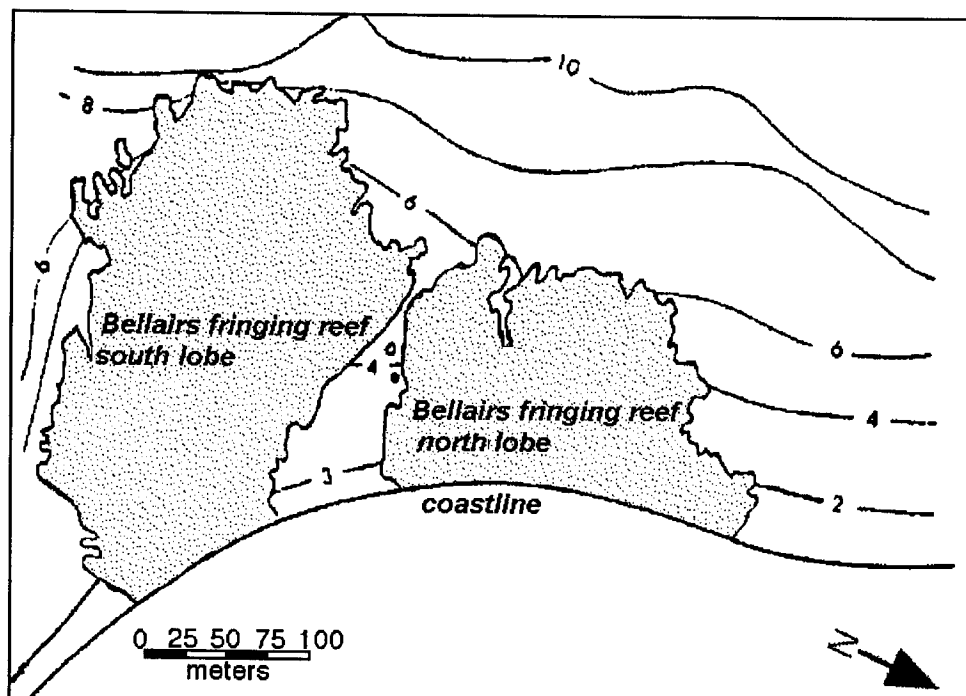 10
8
6
6
Bellairs fringing reef
south lobe
6
4
Bellairs fringing reef
north lobe
4
3
2
coastline
0 25 50 75 100
meters
N